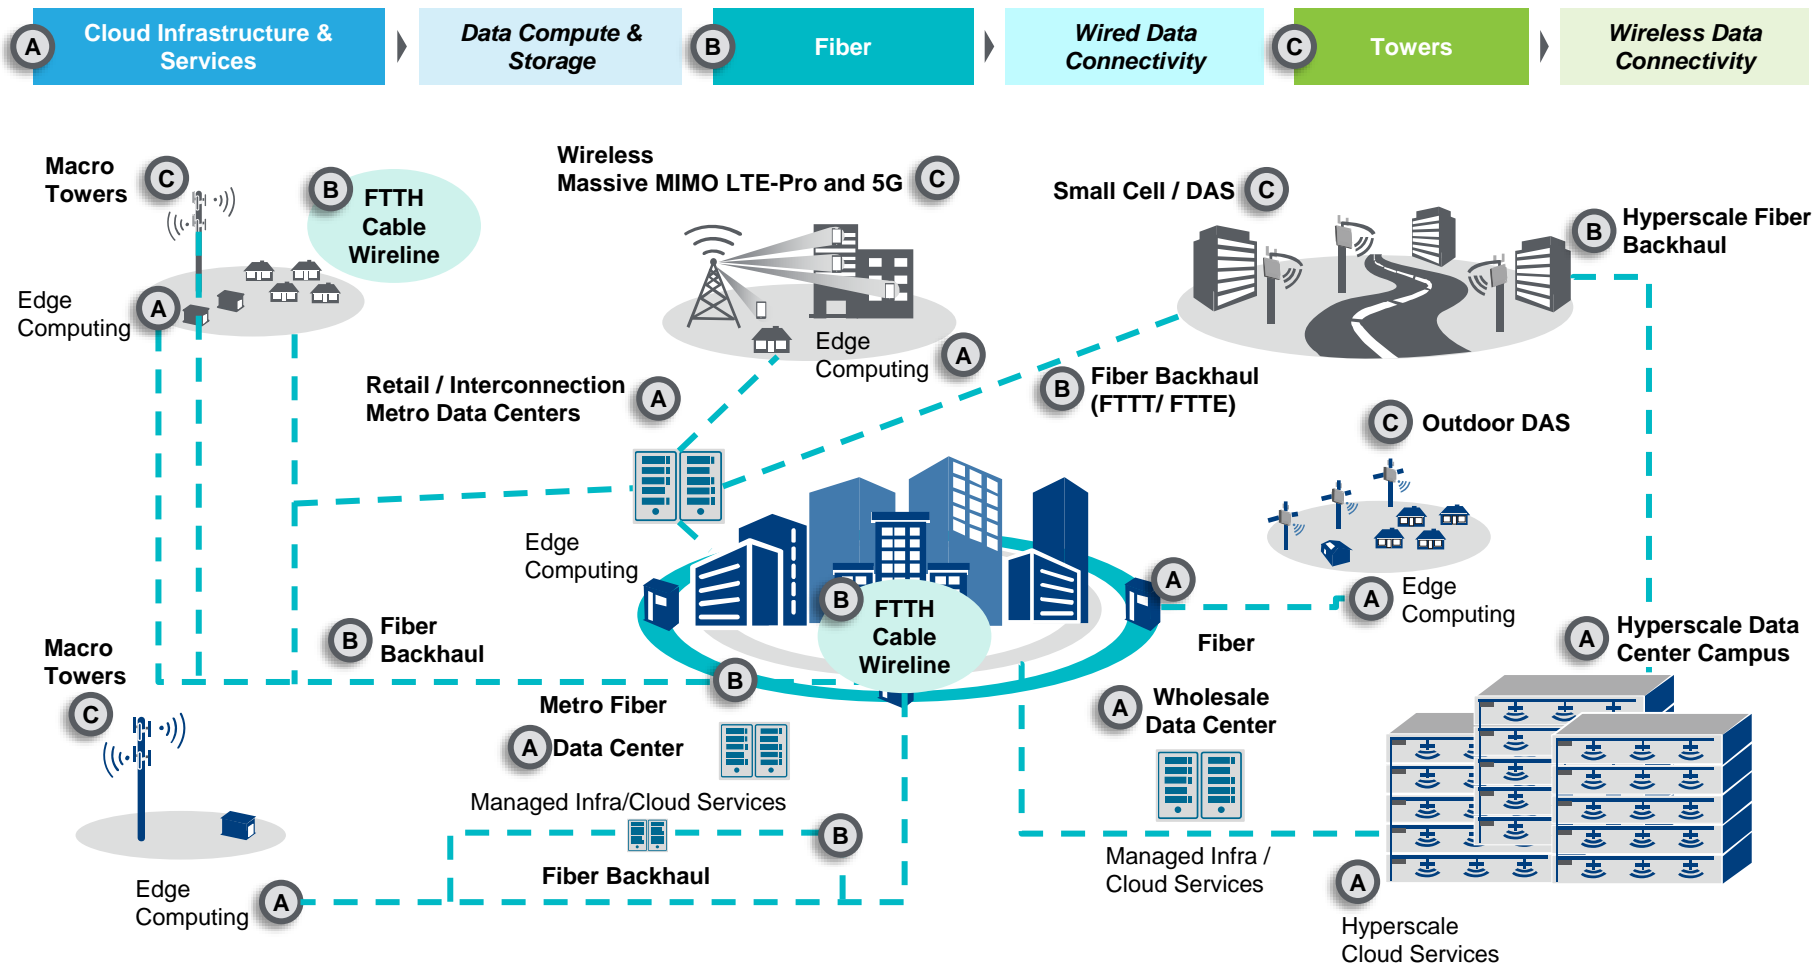 A
Cloud Infrastructure &
Services
Data Compute &
Storage
B
Fiber
Wired Data
Connectivity
C
Towers
Wireless Data
Connectivity
Macro
Towers
C
B
FTTH
Cable
Wireline
Edge
Computing
A
Wireless
Massive MIMO LTE-Pro and 5G
C
Edge
Computing
A
Small Cell / DAS
C
B
Hyperscale Fiber
Backhaul
Retail / Interconnection
Metro Data Centers
A
B
Fiber Backhaul
(FTTT/ FTTE)
C
Outdoor DAS
Edge
Computing
A
A
Edge
Computing
B
FTTH
Cable
Wireline
Fiber
B
Fiber
Backhaul
A
Hyperscale Data
Center Campus
Macro
Towers
C
B
Metro Fiber
A
Data Center
A
Wholesale
Data Center
Managed Infra/Cloud Services
B
Fiber Backhaul
Managed Infra /
Cloud Services
Edge
Computing
A
A
Hyperscale
Cloud Services